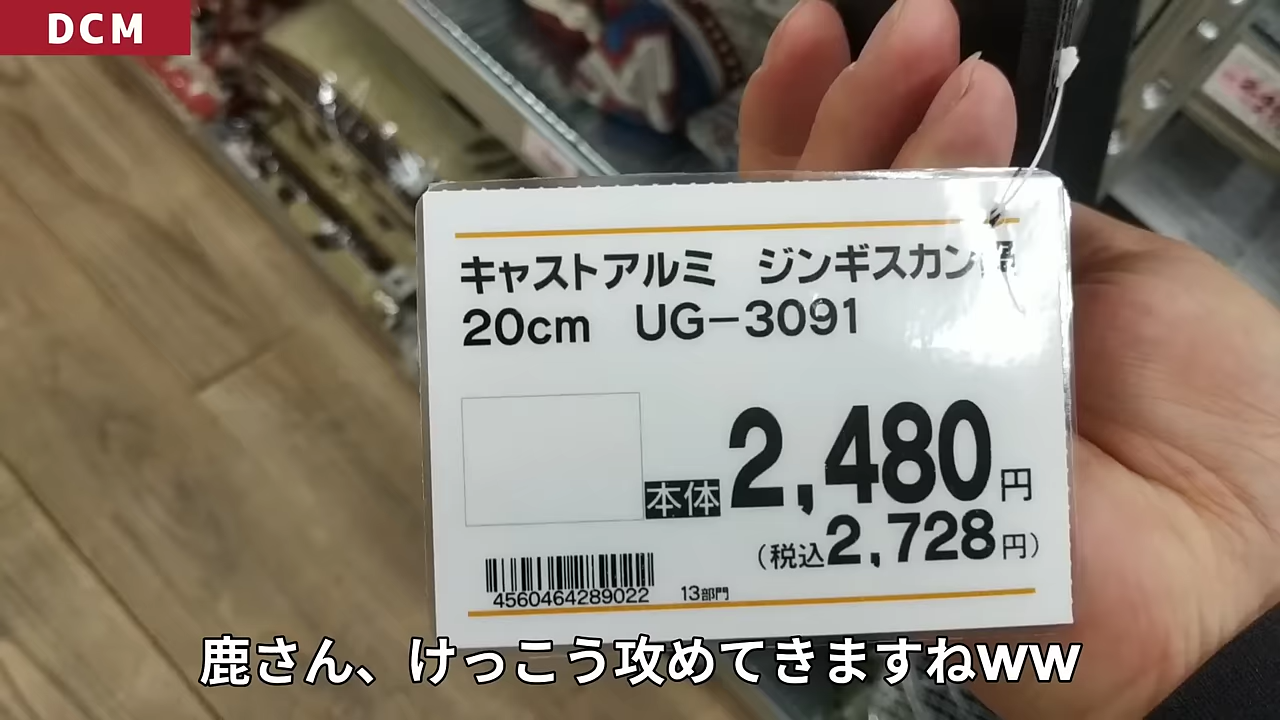 DCM
キャストアルミ ジンギスカン
20cm UG-3091
本体 2,480円
(税込2,728円)
4560464289022 13部門
鹿さん、けっこう攻めてきますねWW